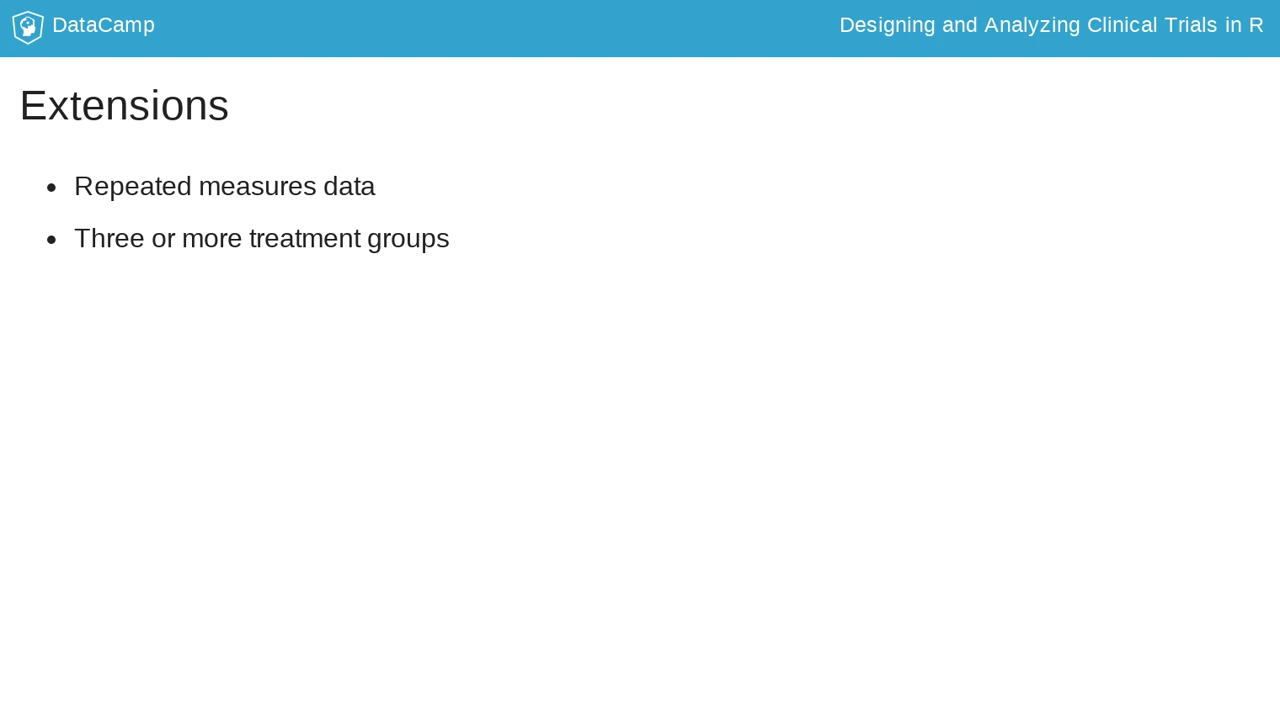 DataCamp
Designing and Analyzing Clinical Trials in R
Extensions
Repeated measures data
Three or more treatment groups